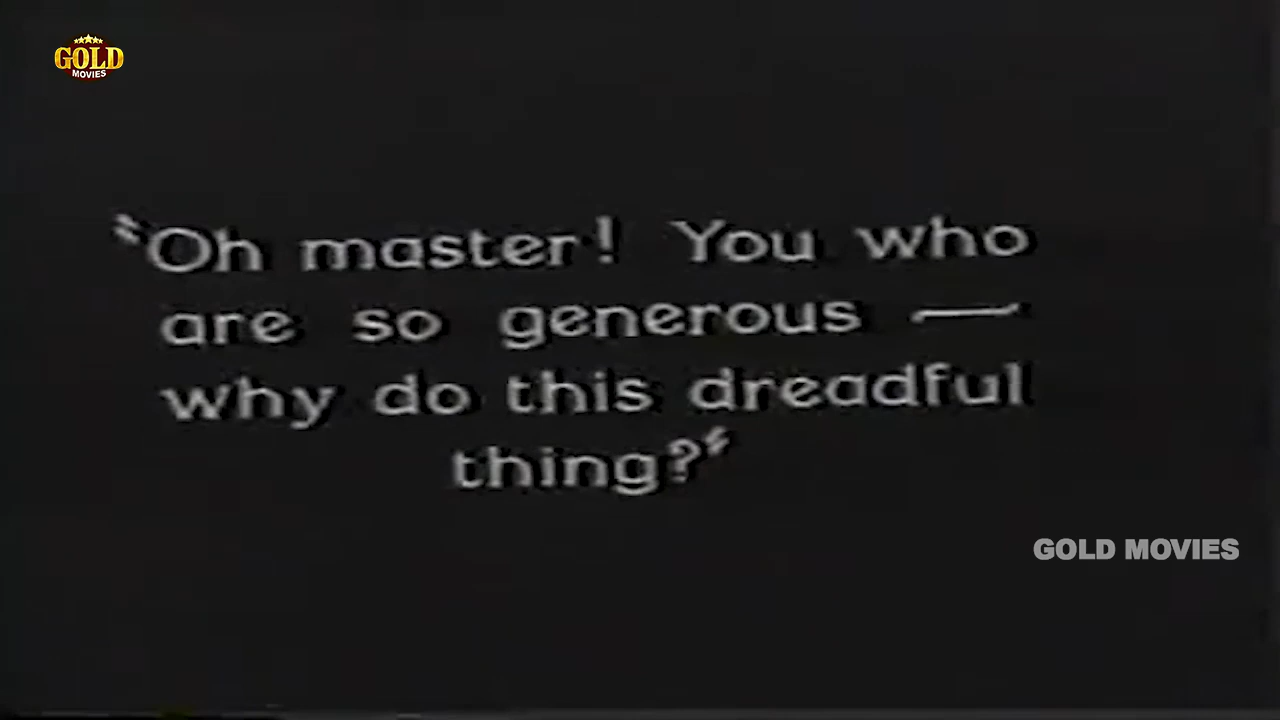 GOLD
MOVIES
"Oh master! You who
are so generous —
why do this dreadful
thing?"
GOLD MOVIES